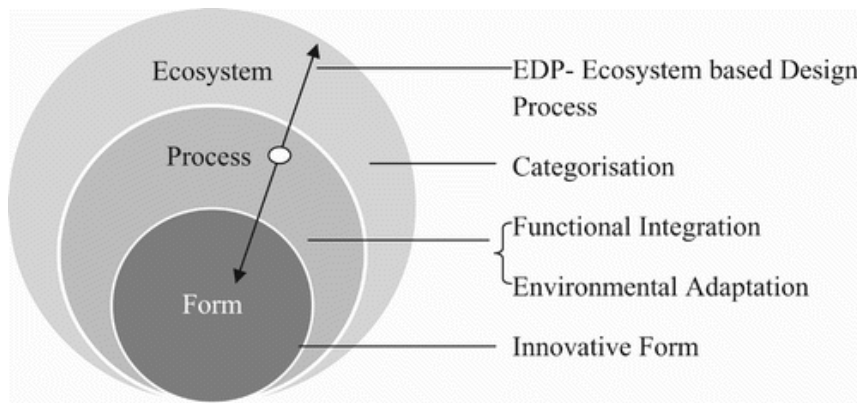 Ecosystem
EDP- Ecosystem based Design
Process
Process
Categorisation
Functional Integration
Environmental Adaptation
Form
Innovative Form